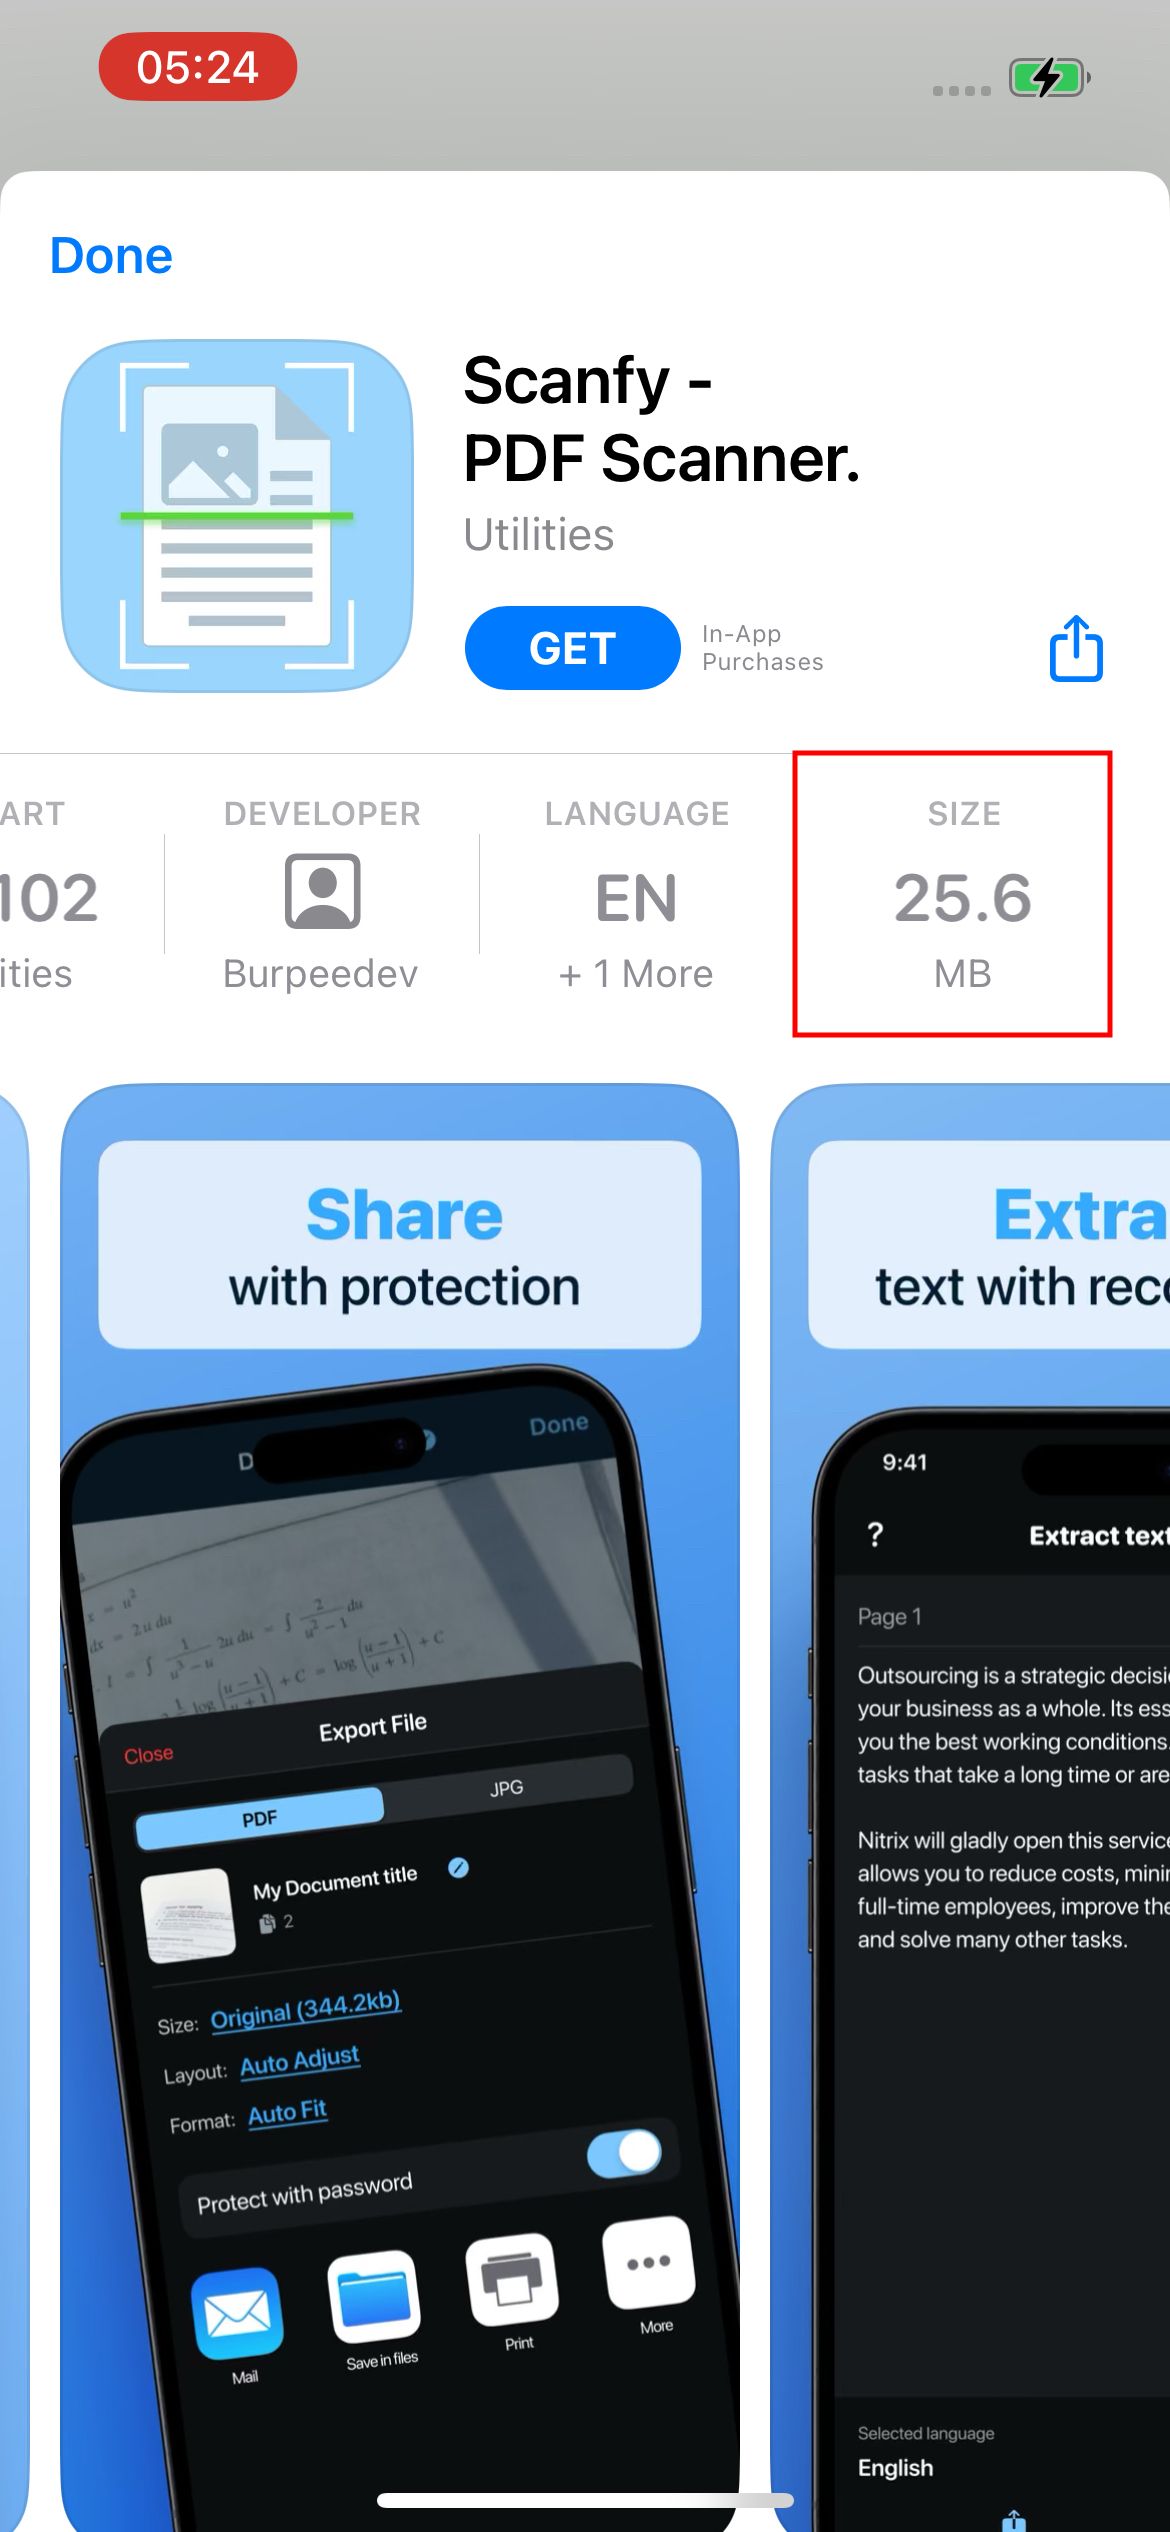 05:24
Done
Scanfy -
PDF Scanner.
Utilities
GET
In-App
Purchases
ART
DEVELOPER
LANGUAGE
SIZE
102
EN
25.6
ities
Burpeedev
+ 1 More
MB
Share
with protection
Done
Export File
Close
PDF
JPG
My Document title
2
Size: Original (344.2kb)
Layout: Auto Adjust
Format: Auto Fit
Protect with password
Mail
Save in files
Print
More
Extra
text with reco
9:41
?
Extract text
Page 1
Outsourcing is a strategic decisi
your business as a whole. Its ess
you the best working conditions.
tasks that take a long time or are
Nitrix will gladly open this service
allows you to reduce costs, minin
full-time employees, improve the
and solve many other tasks.
Selected language
English